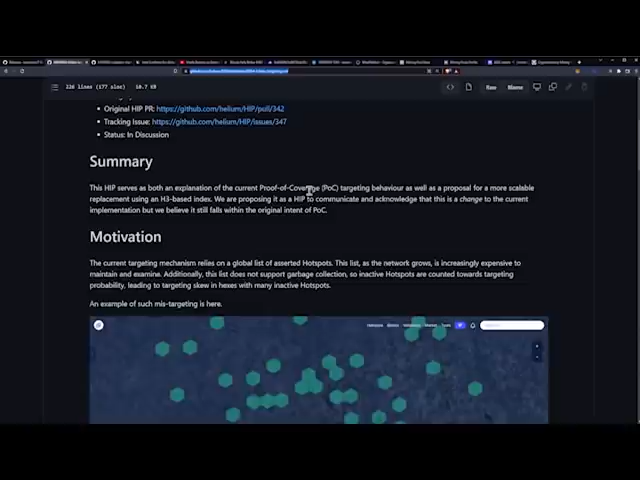 226 lines (177 sloc) 10.7 KB
Raw
Blame
Original HIP PR: https://github.com/helium/HIP/pull/342
Tracking Issue: https://github.com/helium/HIP/issues/347
Status: In Discussion
Summary
This HIP serves as both an explanation of the current Proof-of-Coverage (PoC) targeting behaviour as well as a proposal for a more scalable
replacement using an H3-based index. We are proposing it as a HIP to communicate and acknowledge that this is a change to the current
implementation but we believe it still falls within the original intent of PoC.
Motivation
The current targeting mechanism relies on a global list of asserted Hotspots. This list, as the network grows, is increasingly expensive to
maintain and examine. Additionally, this list does not support garbage collection, so inactive Hotspots are counted towards targeting
probability, leading to targeting skew in hexes with many inactive Hotspots.
An example of such mis-targeting is here.